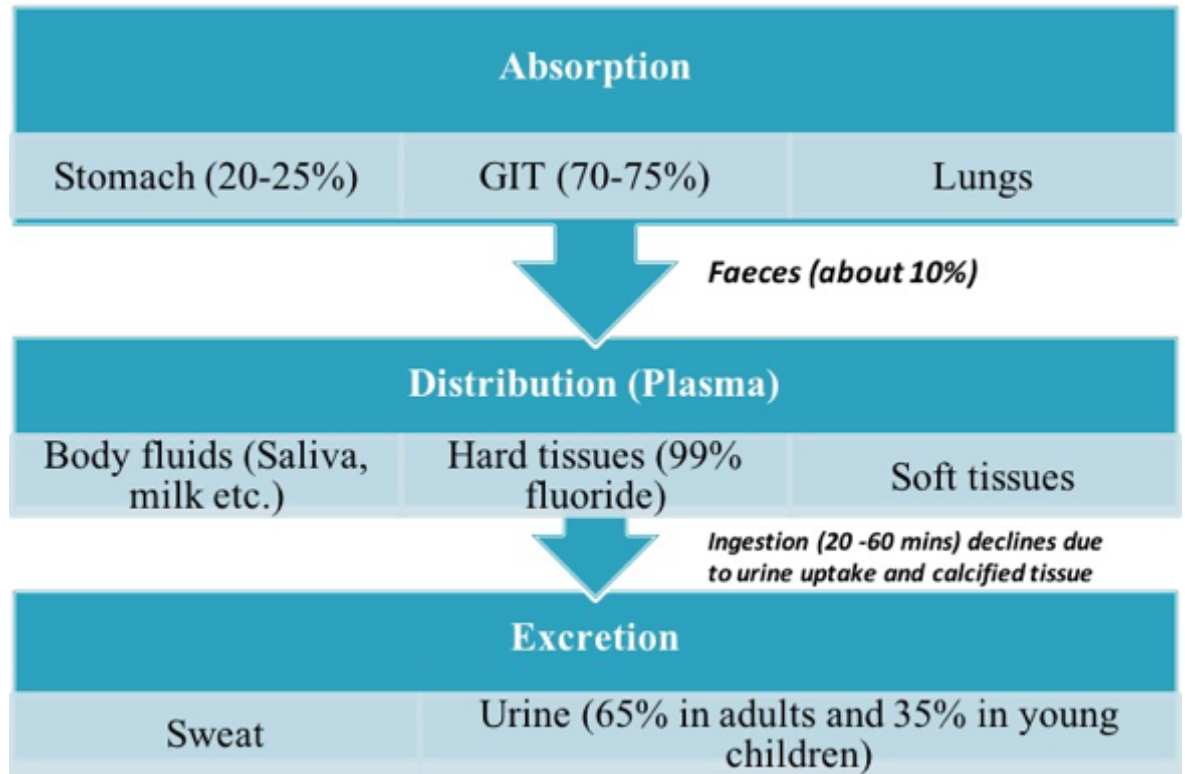 Absorption
Stomach (20-25%)
GIT (70-75%)
Lungs
Faeces (about 10%)
Distribution (Plasma)
Body fluids (Saliva,
milk etc.)
Hard tissues (99%
fluoride)
Soft tissues
Ingestion (20 -60 mins) declines due
to urine uptake and calcified tissue
Excretion
Sweat
Urine (65% in adults and 35% in young
children)